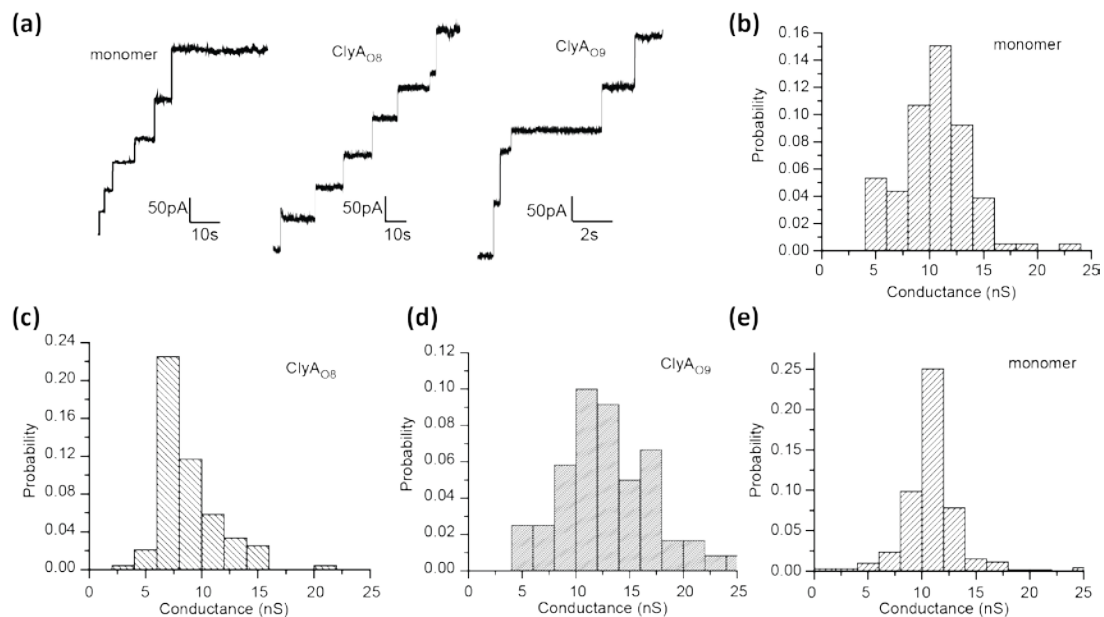 (a)
monomer
ClyAO8
ClyAO9
50pA
10s
50pA
10s
50pA
2s
(b)
monomer
Probability
0.16
0.14
0.12
0.10
0.08
0.06
0.04
0.02
0.00
0 5 10 15 20 25
Conductance (nS)
(c)
ClyAO8
Probability
0.24
0.20
0.16
0.12
0.08
0.04
0.00
0 5 10 15 20 25
Conductance (nS)
(d)
ClyAO9
Probability
0.12
0.10
0.08
0.06
0.04
0.02
0.00
0 5 10 15 20 25
Conductance (nS)
(e)
monomer
Probability
0.25
0.20
0.15
0.10
0.05
0.00
0 5 10 15 20 25
Conductance (nS)